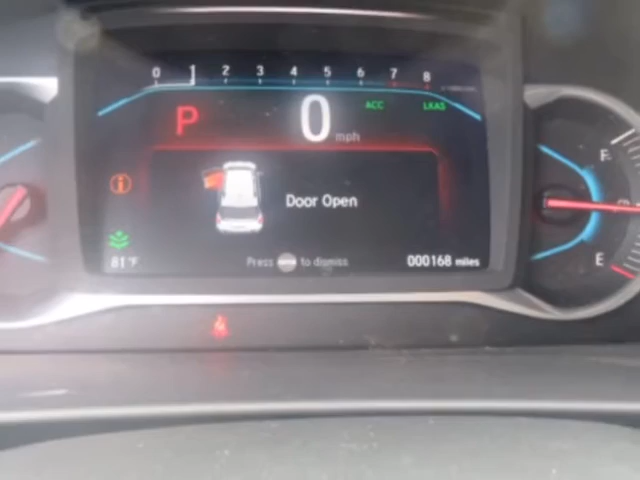 0 1 2 3 4 5 6 7 8
P 0 mph ACC LKAS
Door Open
81°F Press to dismiss 000168 miles
F
E